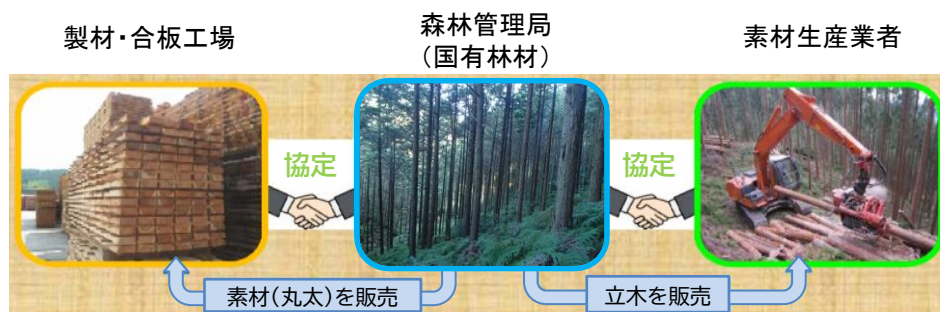 製材・合板工場
森林管理局
(国有林材)
素材生産業者
協定
協定
素材(丸太)を販売
立木を販売